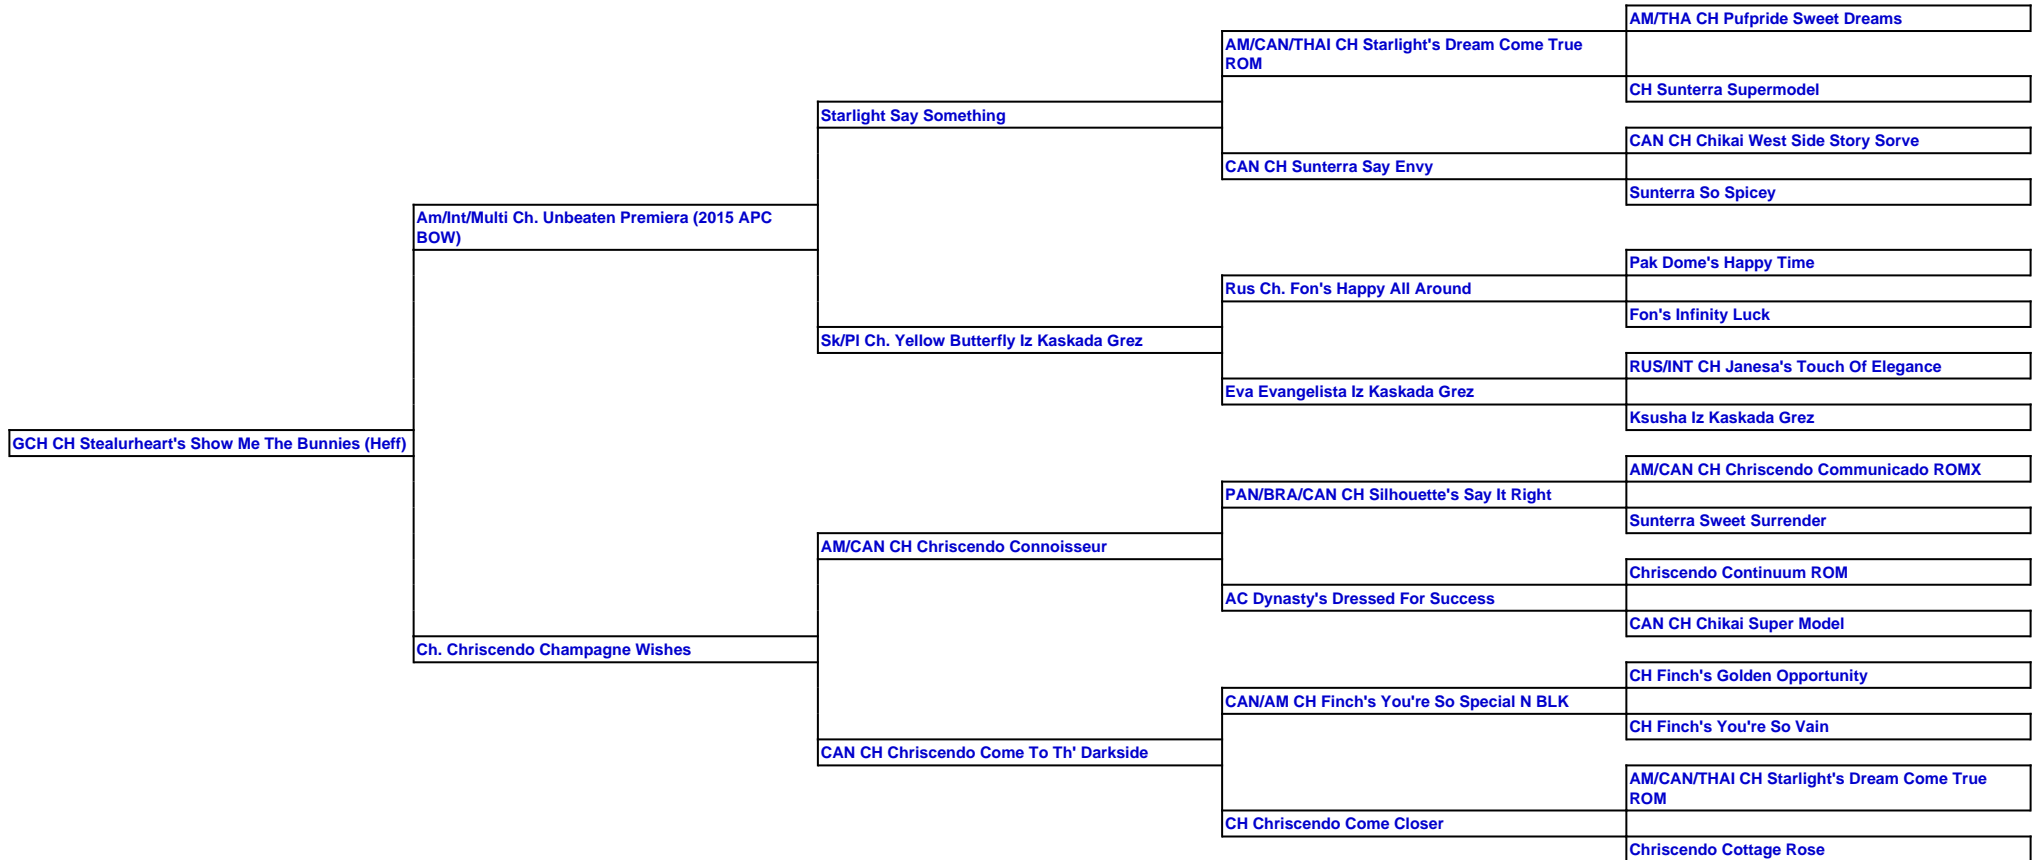 AM/THA CH Pufpride Sweet Dreams
AM/CAN/THAI CH Starlight's Dream Come True
ROM
CH Sunterra Supermodel
Starlight Say Something
CAN CH Chikai West Side Story Sorve
CAN CH Sunterra Say Envy
Sunterra So Spicey
Am/Int/Multi Ch. Unbeaten Premiera (2015 APC
BOW)
Pak Dome's Happy Time
Rus Ch. Fon's Happy All Around
Fon's Infinity Luck
Sk/Pl Ch. Yellow Butterfly Iz Kaskada Grez
RUS/INT CH Janesa's Touch Of Elegance
Eva Evangelista Iz Kaskada Grez
Ksusha Iz Kaskada Grez
GCH CH Stealurheart's Show Me The Bunnies (Heff)
AM/CAN CH Chriscendo Communicado ROMX
PAN/BRA/CAN CH Silhouette's Say It Right
Sunterra Sweet Surrender
AM/CAN CH Chriscendo Connoisseur
Chriscendo Continuum ROM
AC Dynasty's Dressed For Success
CAN CH Chikai Super Model
Ch. Chriscendo Champagne Wishes
CH Finch's Golden Opportunity
CAN/AM CH Finch's You're So Special N BLK
CH Finch's You're So Vain
CAN CH Chriscendo Come To Th' Darkside
AM/CAN/THAI CH Starlight's Dream Come True
ROM
CH Chriscendo Come Closer
Chriscendo Cottage Rose